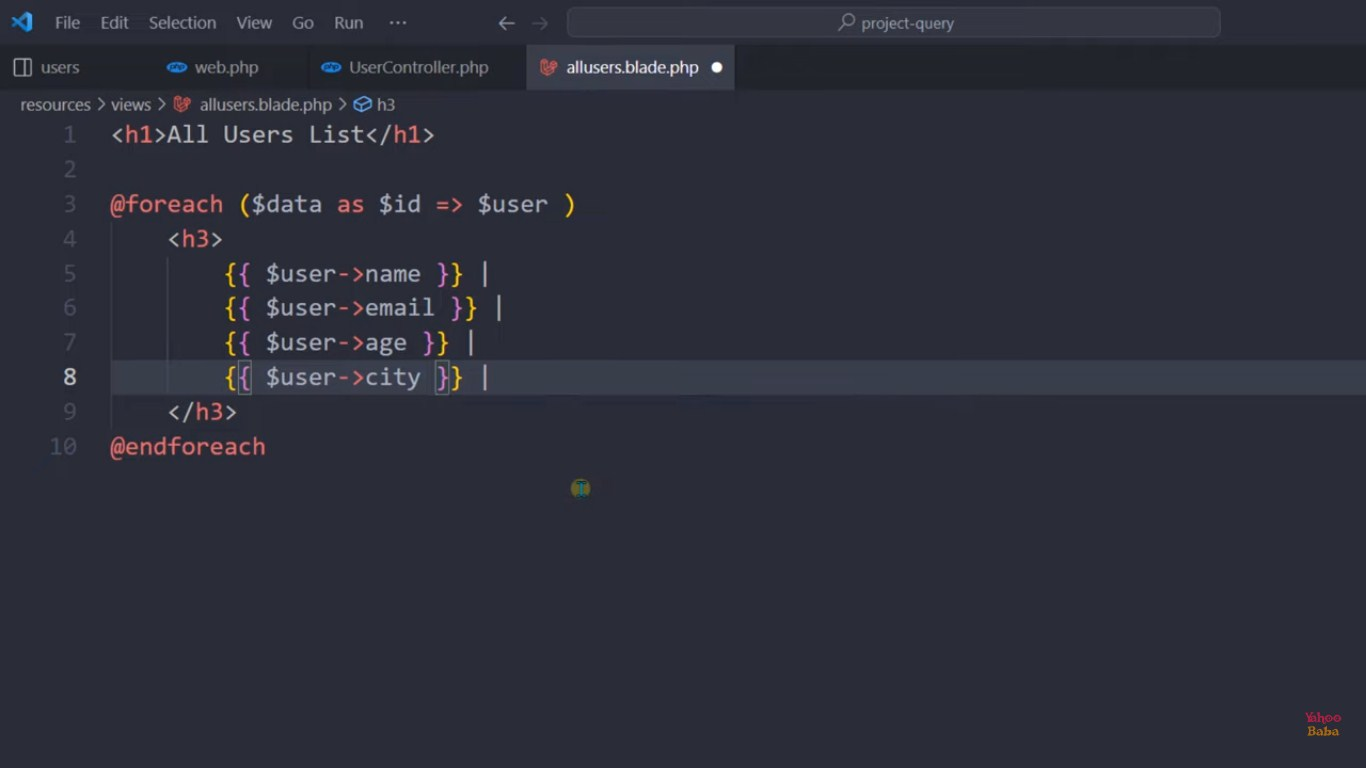 File Edit Selection View Go Run ···
project-query
users web.php UserController.php allusers.blade.php
resources > views > allusers.blade.php > h3
1 <h1>All Users List</h1>
2
3 @foreach ($data as $id => $user )
4 <h3>
5 {{ $user->name }} |
6 {{ $user->email }} |
7 {{ $user->age }} |
8 {{ $user->city }} |
9 </h3>
10 @endforeach
Yahoo
Baba